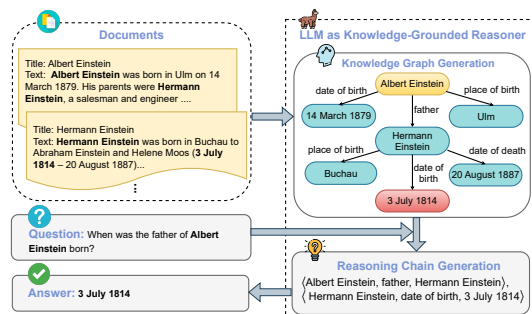 Documents
Title: Albert Einstein
Text: Albert Einstein was born in Ulm on 14
March 1879. His parents were Hermann
Einstein, a salesman and engineer ....
Title: Hermann Einstein
Text: Hermann Einstein was born in Buchau to
Abraham Einstein and Helene Moos (3 July
1814 – 20 August 1887)...
Question: When was the father of Albert
Einstein born?
Answer: 3 July 1814
LLM as Knowledge-Grounded Reasoner
Knowledge Graph Generation
Albert Einstein
date of birth
place of birth
father
14 March 1879
Ulm
Hermann
Einstein
place of birth
date of death
date of
birth
Buchau
20 August 1887
3 July 1814
Reasoning Chain Generation
⟨Albert Einstein, father, Hermann Einstein⟩,
⟨ Hermann Einstein, date of birth, 3 July 1814⟩